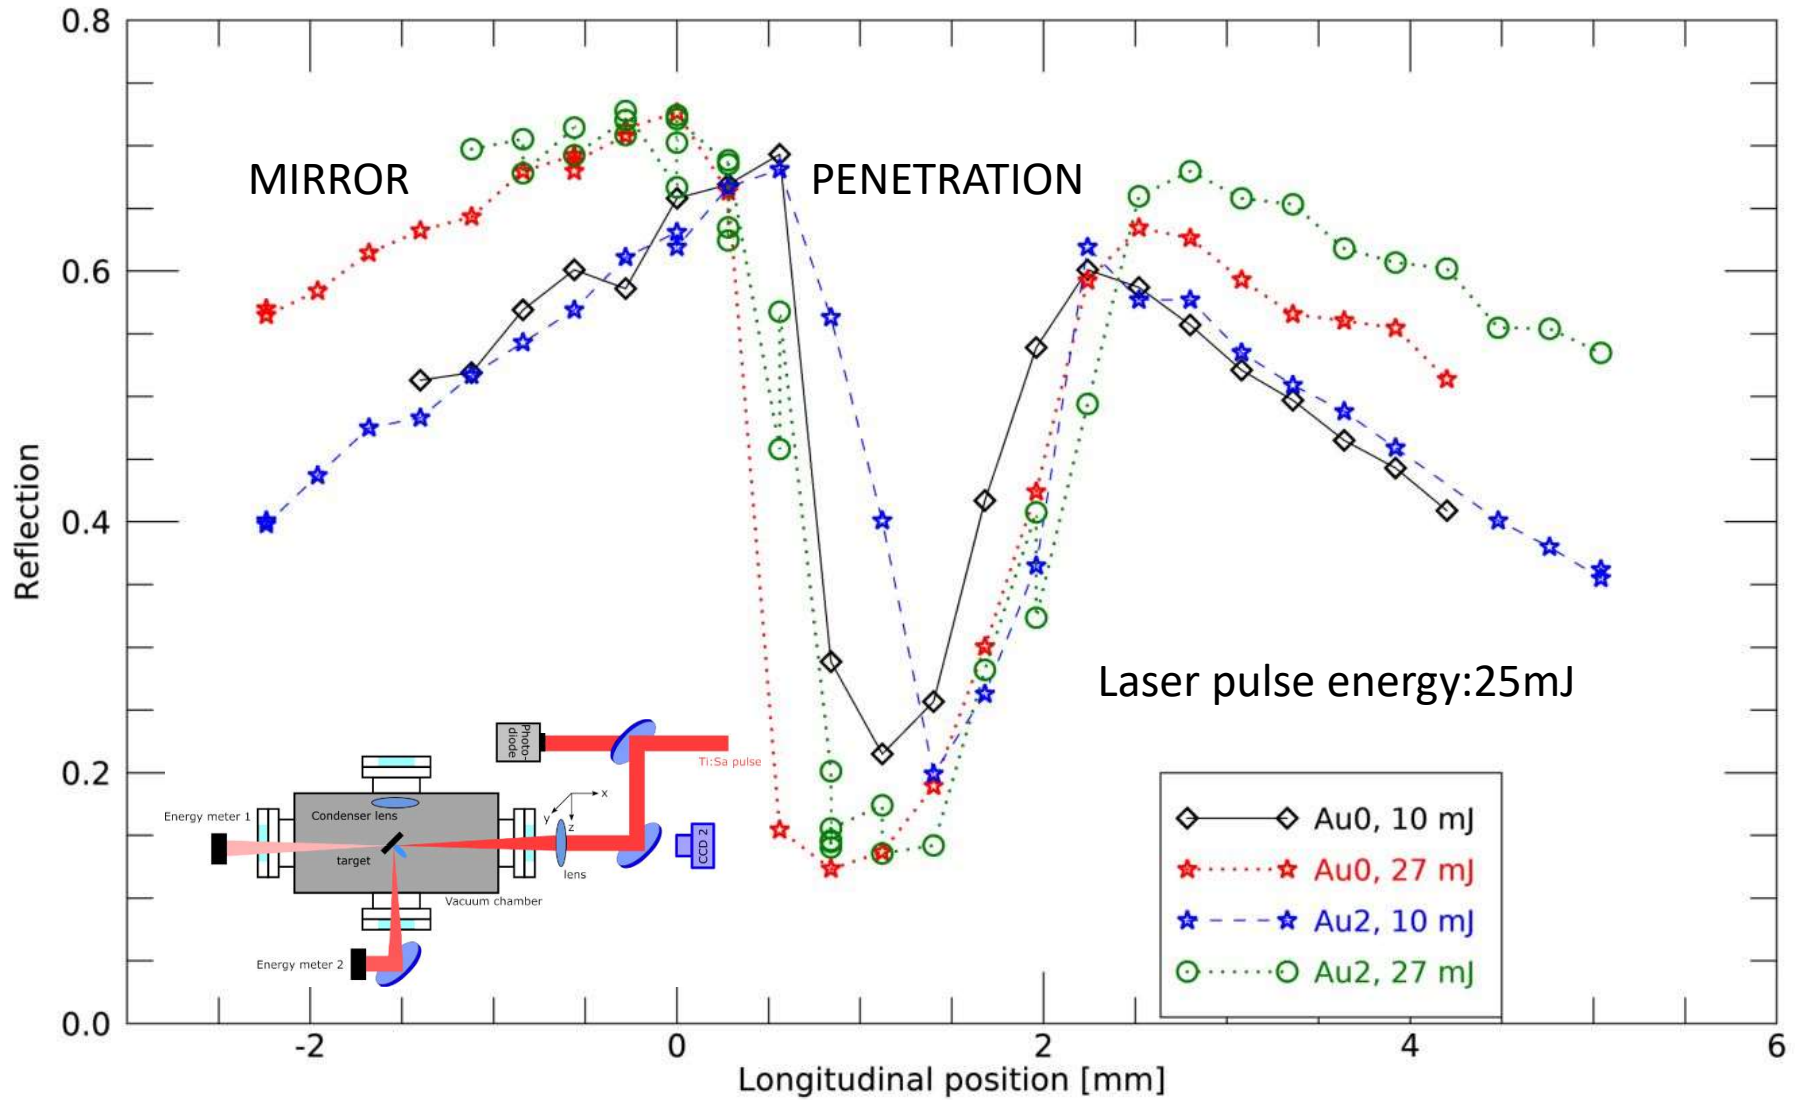 0.8
0.6
0.4
0.2
0.0
-2
0
2
4
6
Reflection
Longitudinal position [mm]
MIRROR
PENETRATION
Laser pulse energy:25mJ
Au0, 10 mJ
Au0, 27 mJ
Au2, 10 mJ
Au2, 27 mJ
Photo-
diode
Ti:Sa pulse
Energy meter 1
Condenser lens
x
y
z
target
lens
CCD 2
Vacuum chamber
Energy meter 2